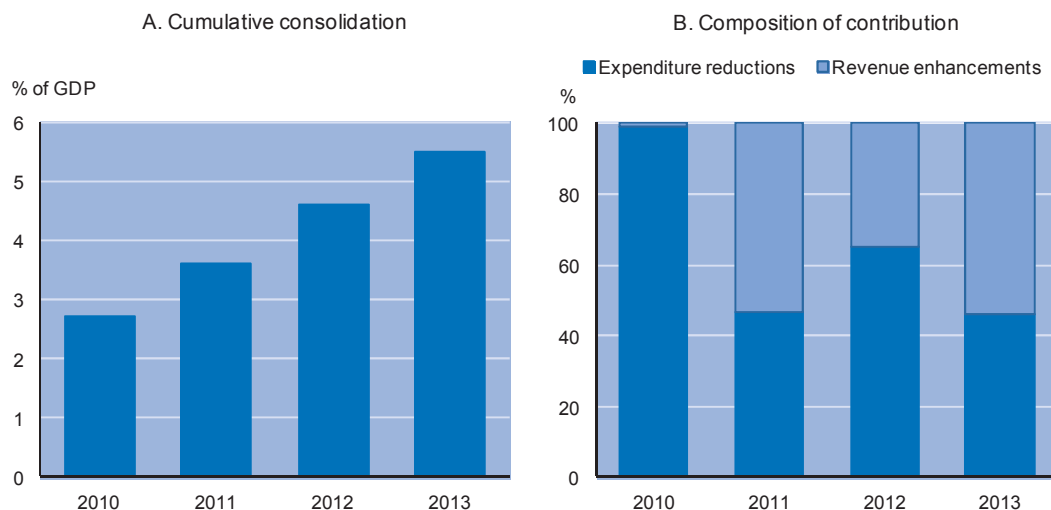 A. Cumulative consolidation
% of GDP
6
5
4
3
2
1
0
2010 2011 2012 2013
B. Composition of contribution
Expenditure reductions Revenue enhancements
%
100
80
60
40
20
0
2010 2011 2012 2013